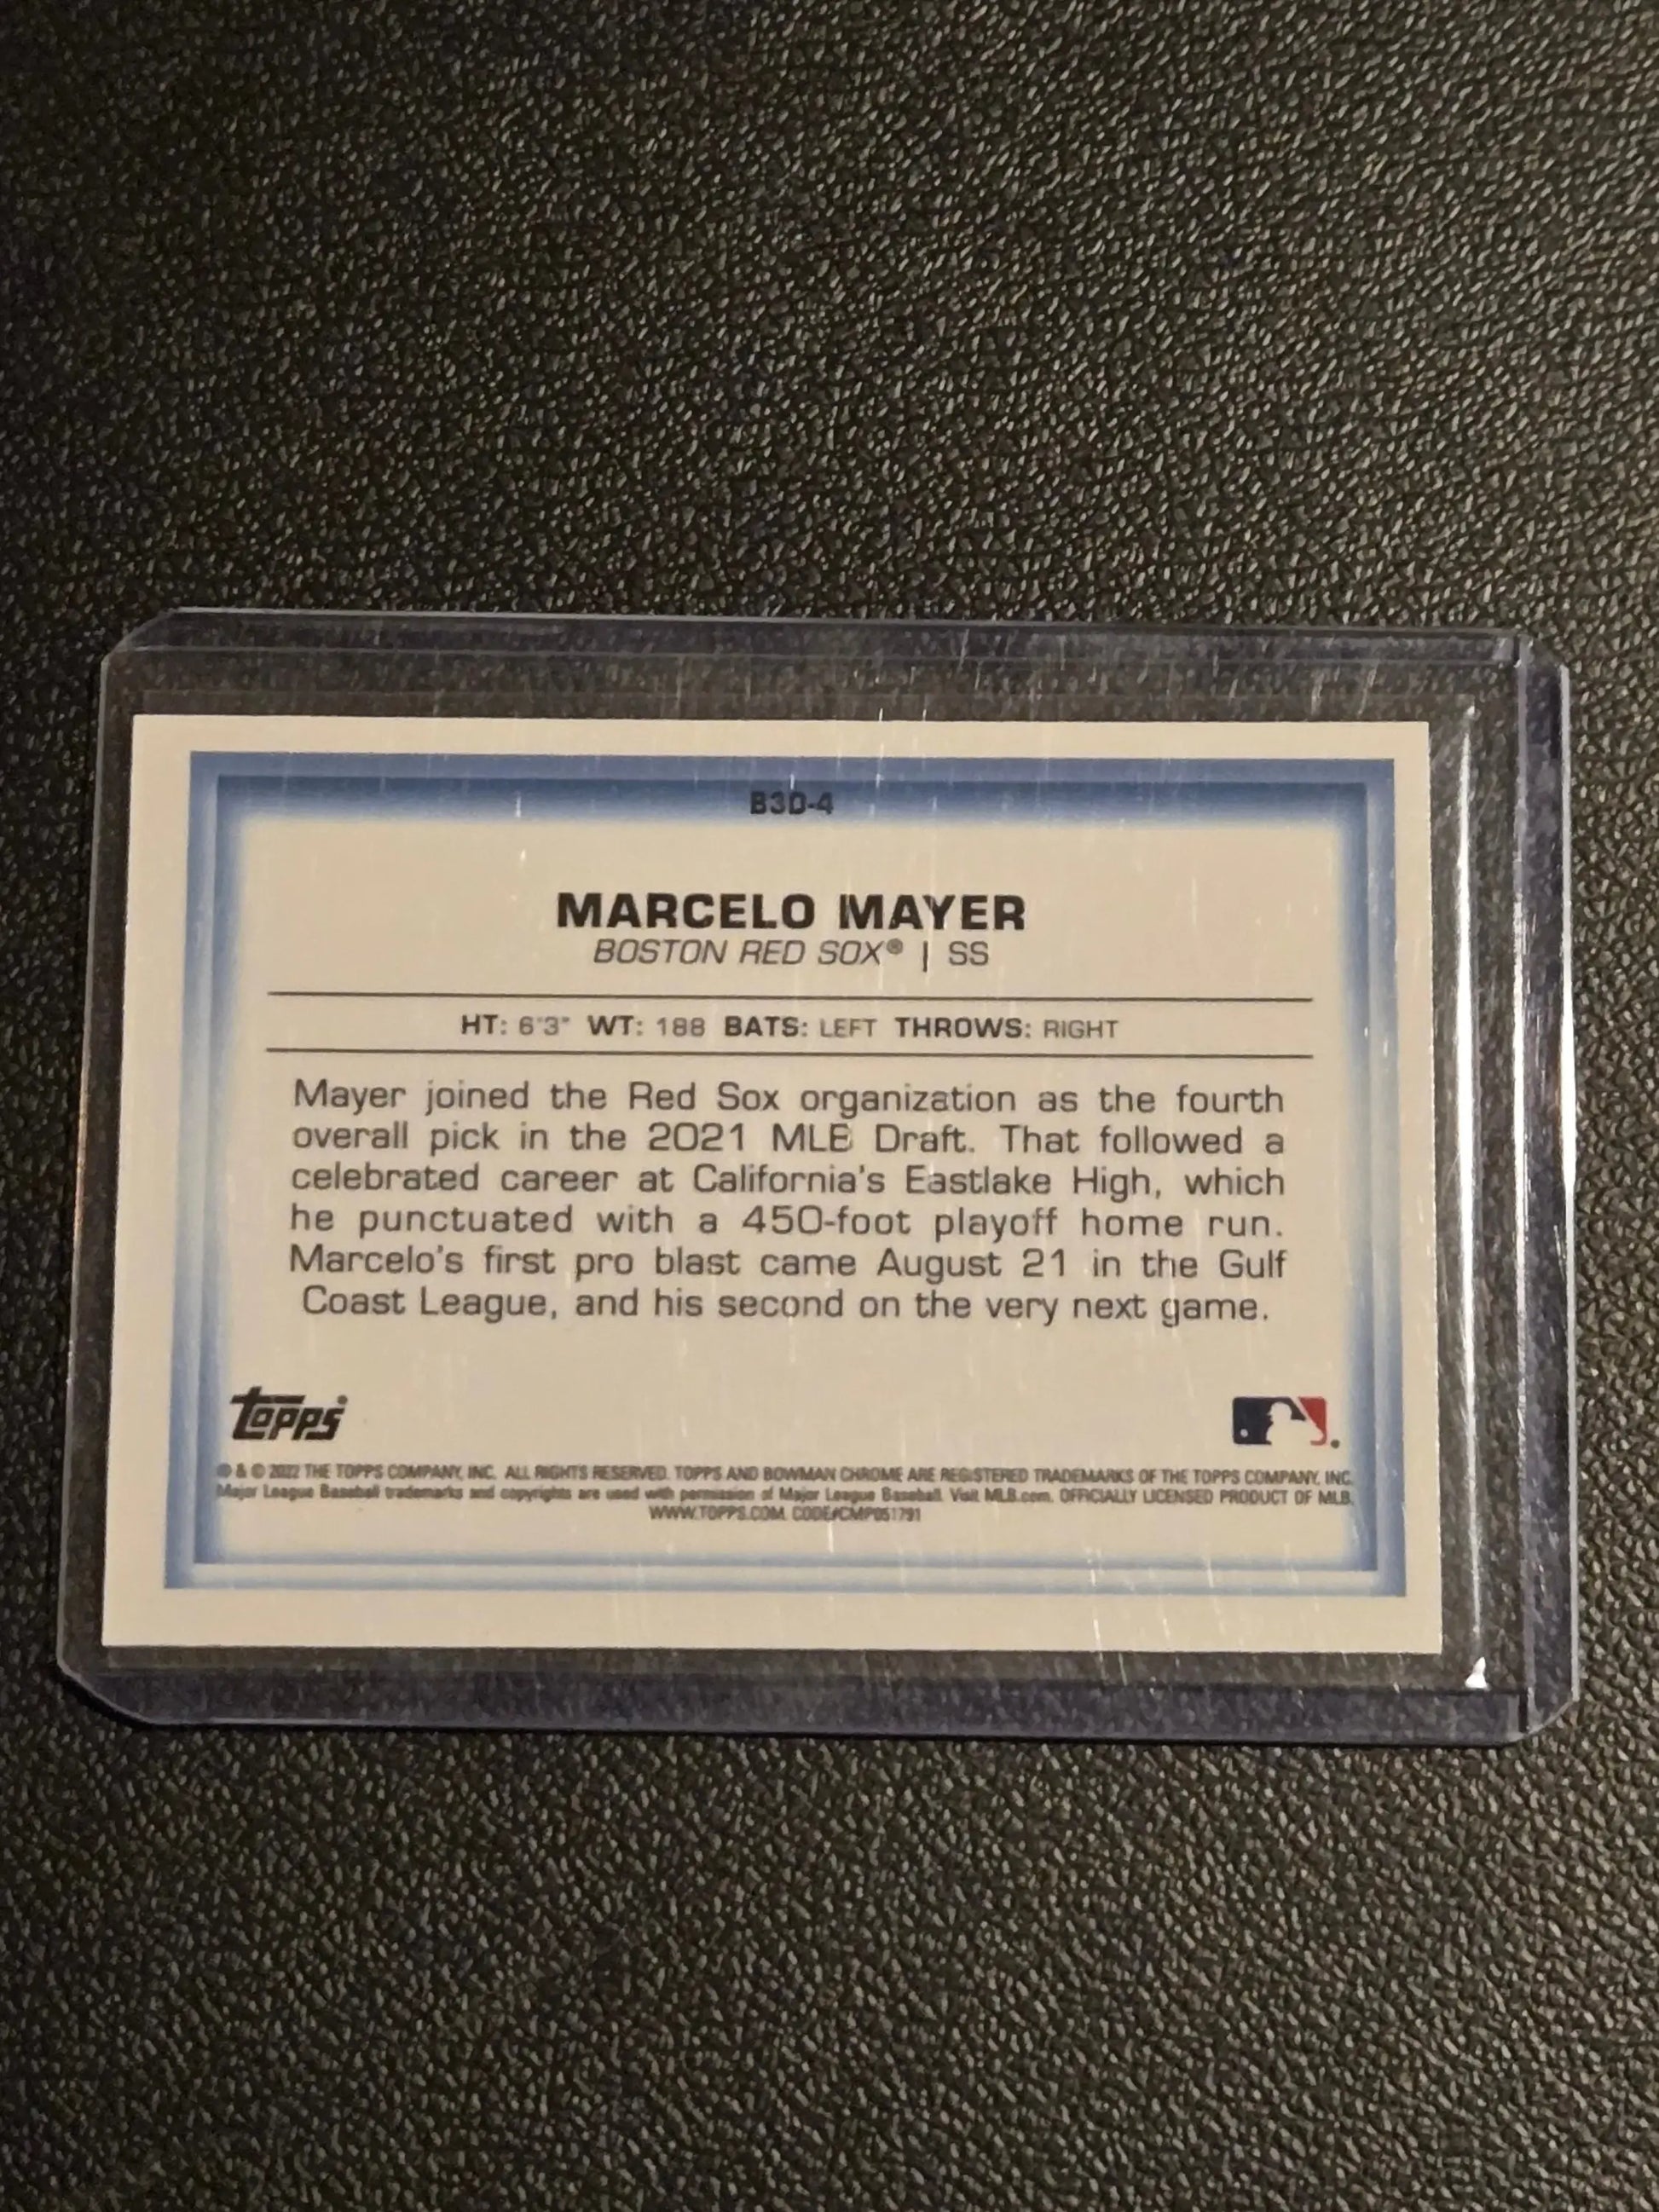 B3D-4
MARCELO MAYER
BOSTON RED SOX® | SS
HT: 6'3" WT: 188 BATS: LEFT THROWS: RIGHT
Mayer joined the Red Sox organization as the fourth
overall pick in the 2021 MLB Draft. That followed a
celebrated career at California's Eastlake High, which
he punctuated with a 450-foot playoff home run.
Marcelo's first pro blast came August 21 in the Gulf
Coast League, and his second on the very next game.
topps
® & © 2022 THE TOPPS COMPANY, INC. ALL RIGHTS RESERVED. TOPPS AND BOWMAN CHROME ARE REGISTERED TRADEMARKS OF THE TOPPS COMPANY, INC.
Major League Baseball trademarks and copyrights are used with permission of Major League Baseball. Visit MLB.com. OFFICIALLY LICENSED PRODUCT OF MLB.
WWW.TOPPS.COM. CODE#CMP051791